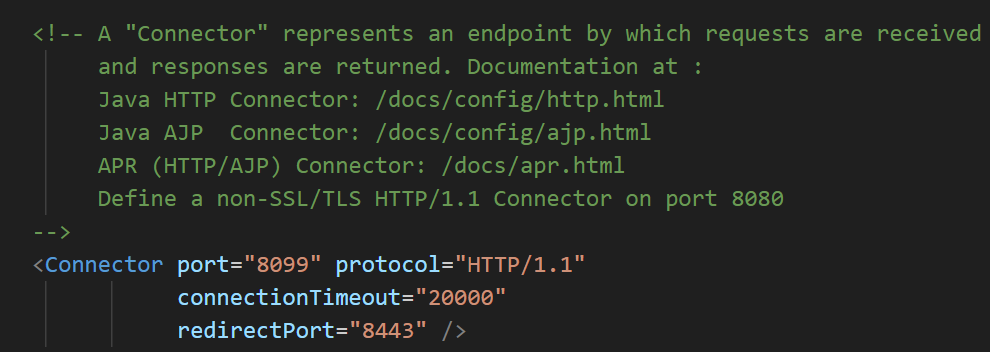 <!-- A "Connector" represents an endpoint by which requests are received
and responses are returned. Documentation at :
Java HTTP Connector: /docs/config/http.html
Java AJP  Connector: /docs/config/ajp.html
APR (HTTP/AJP) Connector: /docs/apr.html
Define a non-SSL/TLS HTTP/1.1 Connector on port 8080
-->
<Connector port="8099" protocol="HTTP/1.1"
connectionTimeout="20000"
redirectPort="8443" />